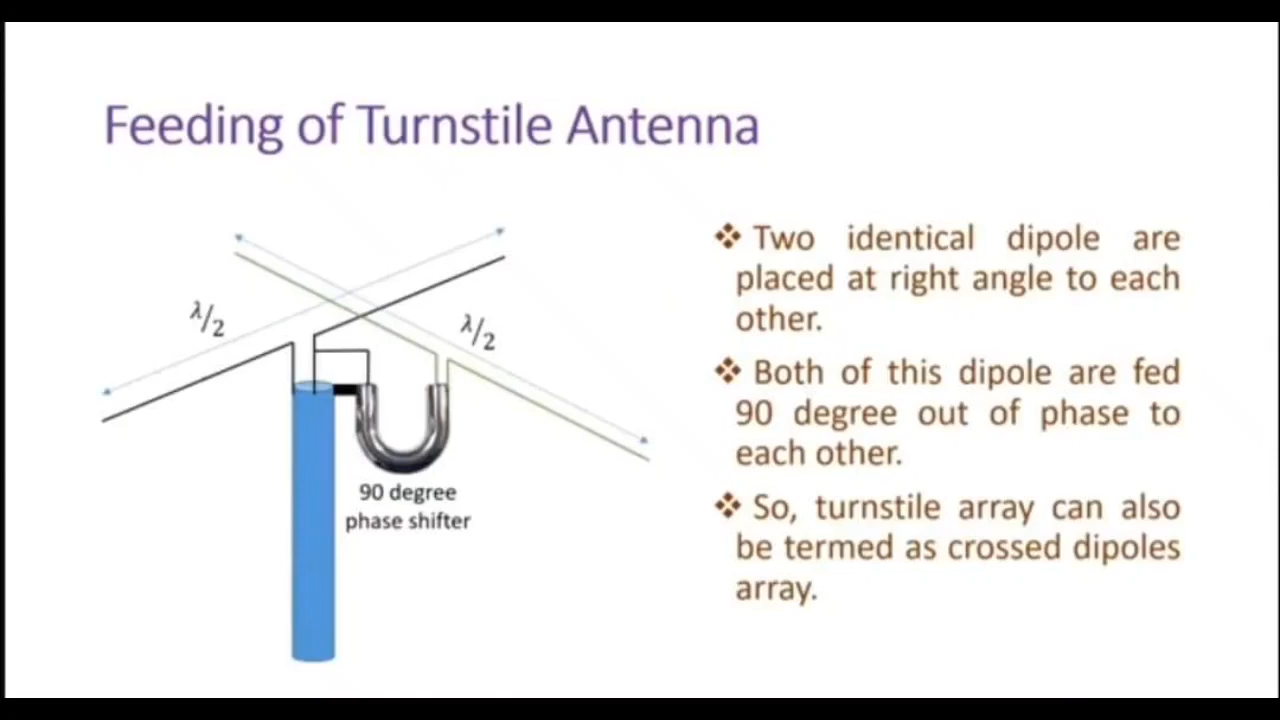 Feeding of Turnstile Antenna
λ/2
λ/2
90 degree
phase shifter
❖ Two identical dipole are
placed at right angle to each
other.
❖ Both of this dipole are fed
90 degree out of phase to
each other.
❖ So, turnstile array can also
be termed as crossed dipoles
array.